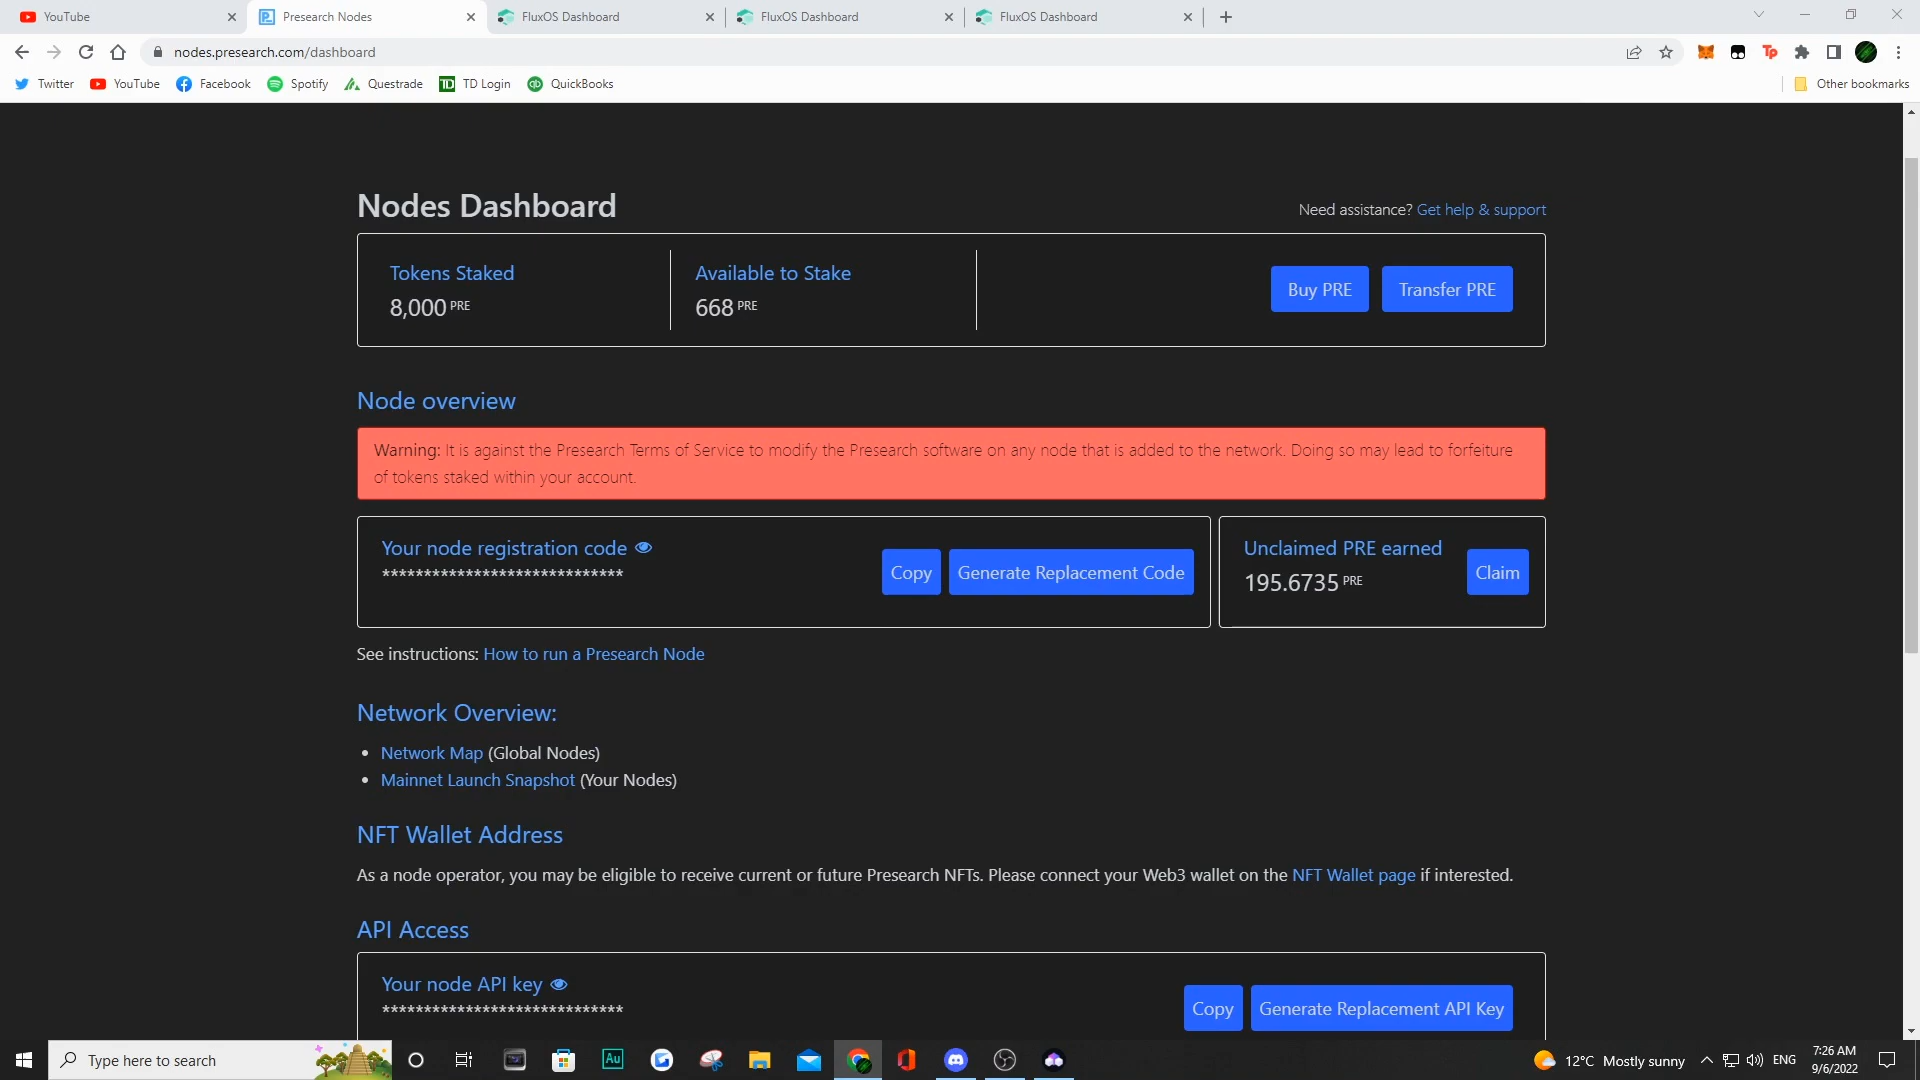 YouTube
Presearch Nodes
FluxOS Dashboard
FluxOS Dashboard
FluxOS Dashboard
nodes.presearch.com/dashboard
Tp
Twitter
YouTube
Facebook
Spotify
Questrade
TD
TD Login
qb
QuickBooks
Other bookmarks
Nodes Dashboard
Need assistance? Get help & support
Tokens Staked
8,000 PRE
Available to Stake
668 PRE
Buy PRE
Transfer PRE
Node overview
Warning: It is against the Presearch Terms of Service to modify the Presearch software on any node that is added to the network. Doing so may lead to forfeiture
of tokens staked within your account.
Your node registration code
*****************************
Copy
Generate Replacement Code
Unclaimed PRE earned
195.6735 PRE
Claim
See instructions: How to run a Presearch Node
Network Overview:
• Network Map (Global Nodes)
• Mainnet Launch Snapshot (Your Nodes)
NFT Wallet Address
As a node operator, you may be eligible to receive current or future Presearch NFTs. Please connect your Web3 wallet on the NFT Wallet page if interested.
API Access
Your node API key
*****************************
Copy
Generate Replacement API Key
Type here to search
Au
12°C Mostly sunny
ENG
7:26 AM
9/6/2022